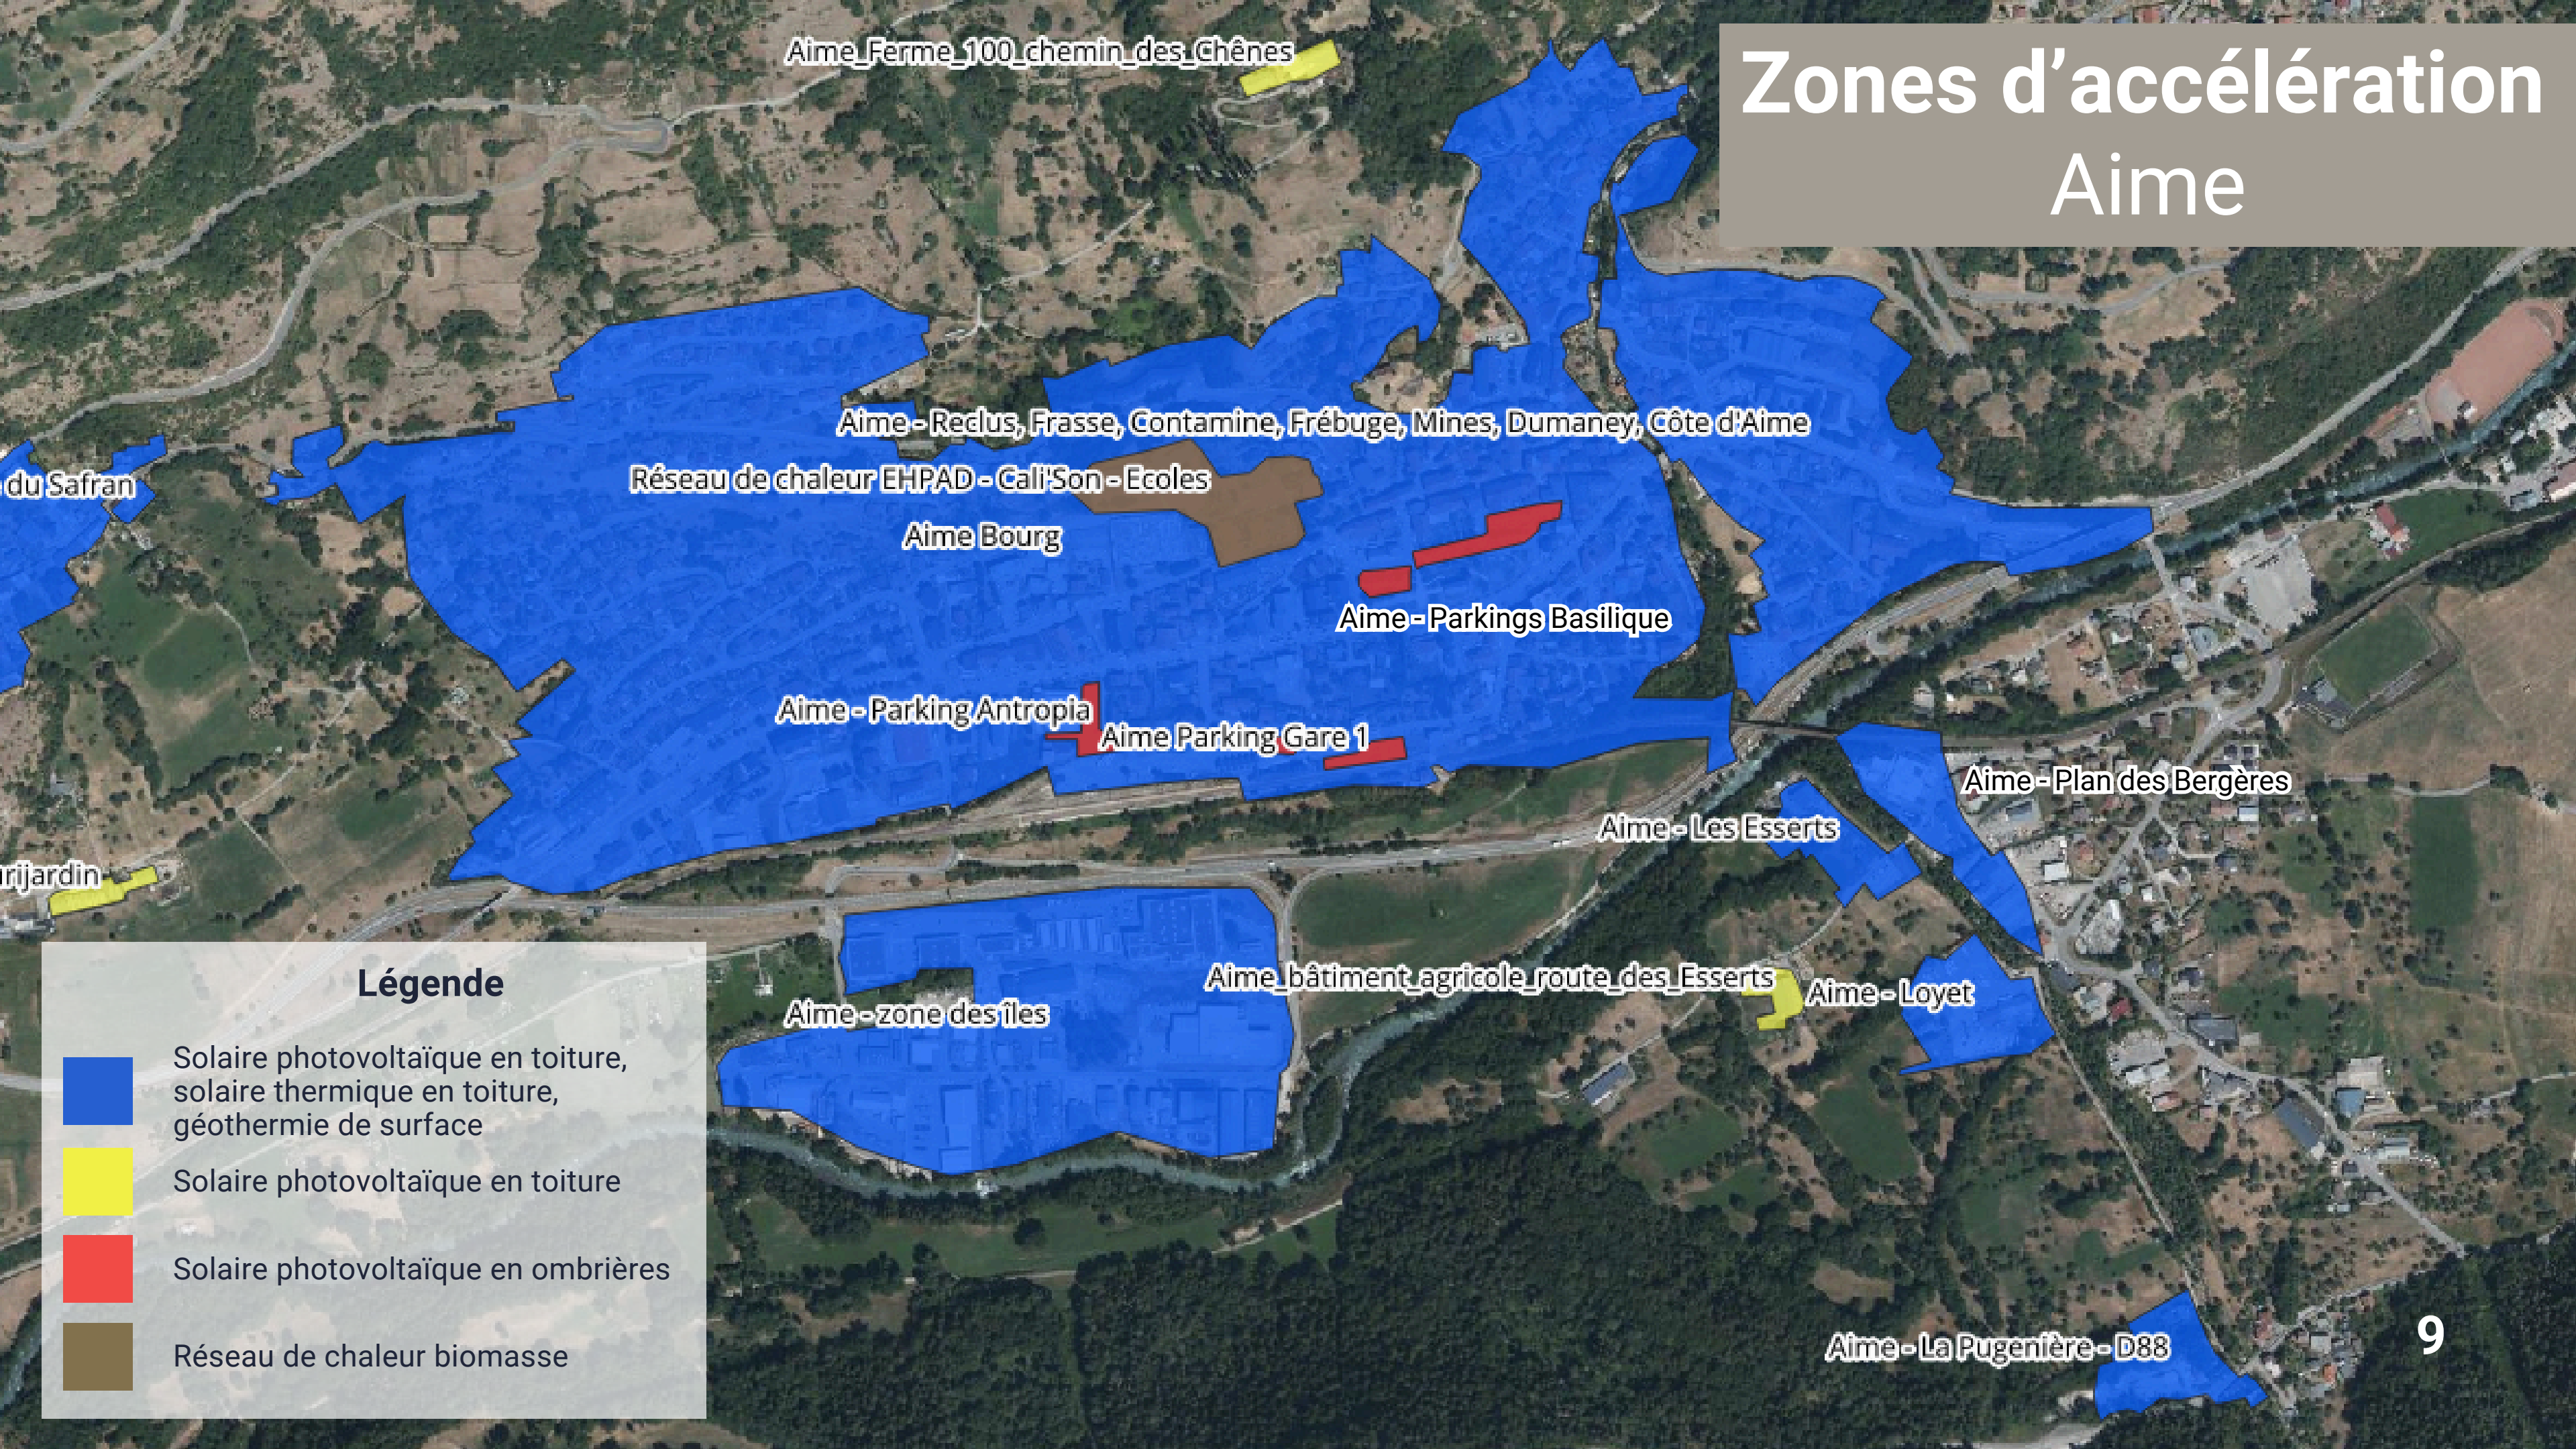 Zones d’accélération
Aime
Aime_Ferme_100_chemin_des_Chênes
Aime - Reclus, Frasse, Contamine, Frébuge, Mines, Dumaney, Côte d'Aime
Réseau de chaleur EHPAD - Cali'Son - Ecoles
du Safran
Aime Bourg
Aime - Parkings Basilique
Aime - Parking Antropia
Aime Parking Gare 1
Aime - Plan des Bergères
Aime - Les Esserts
rijardin
Aime_bâtiment_agricole_route_des_Esserts
Aime - Loyet
Aime - zone des îles
Légende
Solaire photovoltaïque en toiture,
solaire thermique en toiture,
géothermie de surface
Solaire photovoltaïque en toiture
Solaire photovoltaïque en ombrières
Réseau de chaleur biomasse
Aime - La Pugenière - D88
9